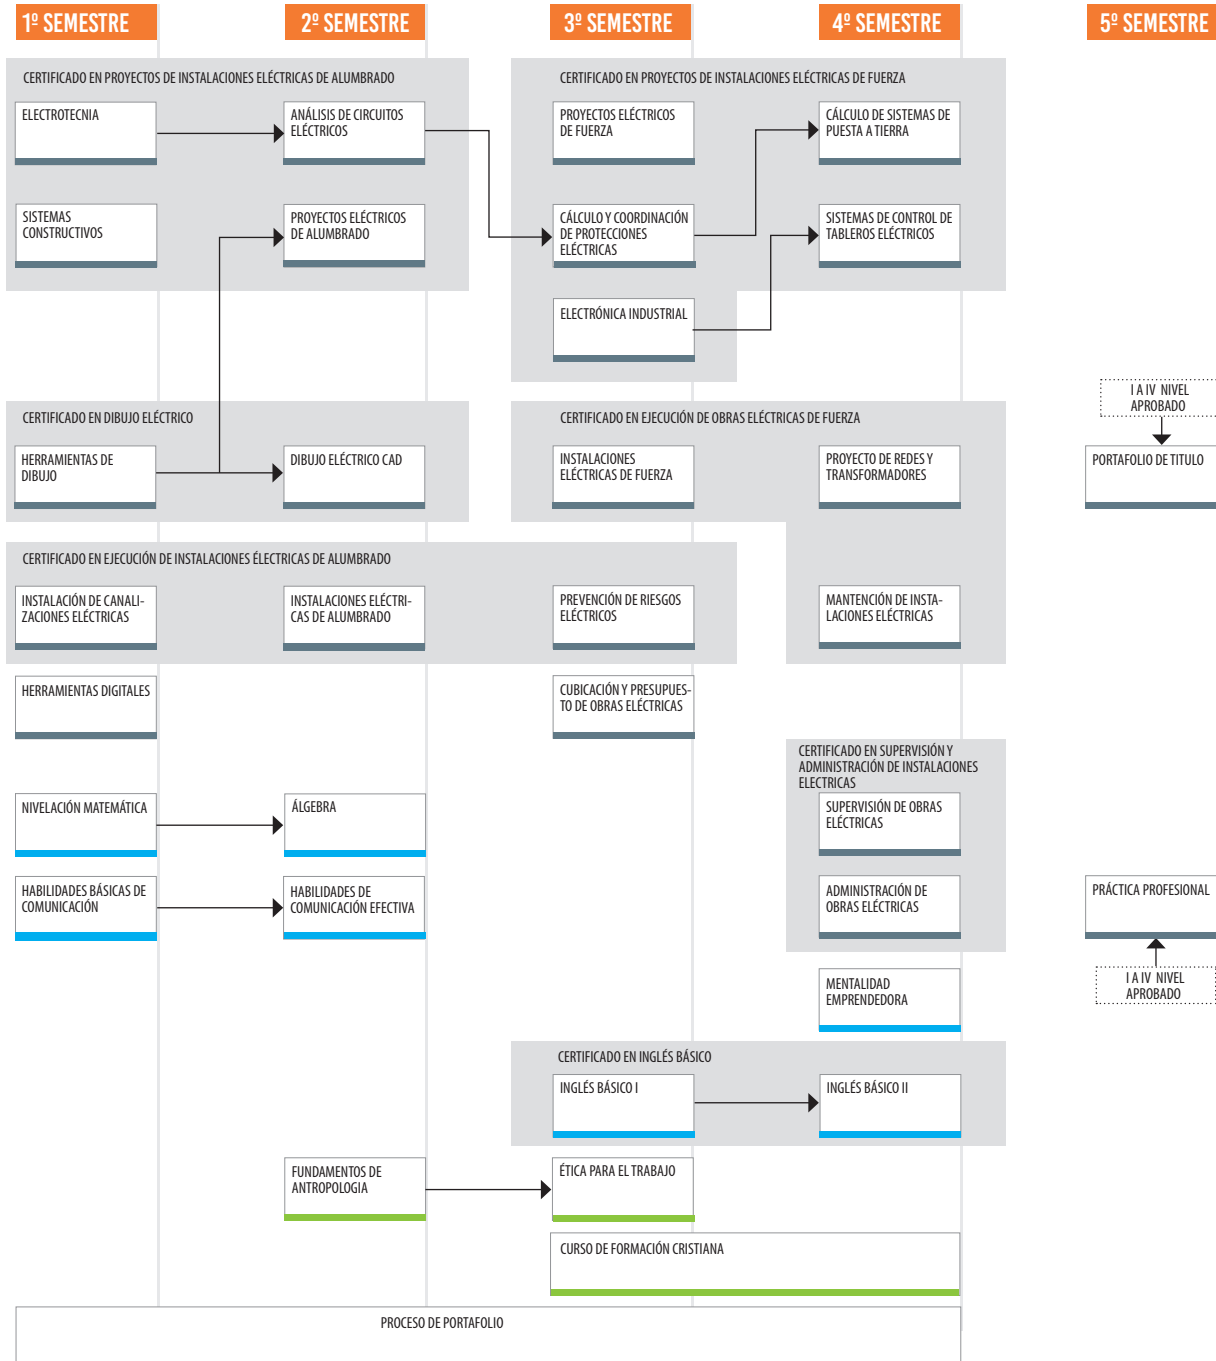 1º SEMESTRE
2º SEMESTRE
3º SEMESTRE
4º SEMESTRE
5º SEMESTRE
CERTIFICADO EN PROYECTOS DE INSTALACIONES ELÉCTRICAS DE ALUMBRADO
CERTIFICADO EN PROYECTOS DE INSTALACIONES ELÉCTRICAS DE FUERZA
ELECTROTECNIA
ANÁLISIS DE CIRCUITOS
ELÉCTRICOS
PROYECTOS ELÉCTRICOS
DE FUERZA
CÁLCULO DE SISTEMAS DE
PUESTA A TIERRA
SISTEMAS
CONSTRUCTIVOS
PROYECTOS ELÉCTRICOS
DE ALUMBRADO
CÁLCULO Y COORDINACIÓN
DE PROTECCIONES
ELÉCTRICAS
SISTEMAS DE CONTROL DE
TABLEROS ELÉCTRICOS
ELECTRÓNICA INDUSTRIAL
I A IV NIVEL
APROBADO
CERTIFICADO EN DIBUJO ELÉCTRICO
CERTIFICADO EN EJECUCIÓN DE OBRAS ELÉCTRICAS DE FUERZA
HERRAMIENTAS DE
DIBUJO
DIBUJO ELÉCTRICO CAD
INSTALACIONES
ELÉCTRICAS DE FUERZA
PROYECTO DE REDES Y
TRANSFORMADORES
PORTAFOLIO DE TITULO
CERTIFICADO EN EJECUCIÓN DE INSTALACIONES ÉLECTRICAS DE ALUMBRADO
INSTALACIÓN DE CANALI-
ZACIONES ELÉCTRICAS
INSTALACIONES ELÉCTRI-
CAS DE ALUMBRADO
PREVENCIÓN DE RIESGOS
ELÉCTRICOS
MANTENCIÓN DE INSTA-
LACIONES ELÉCTRICAS
HERRAMIENTAS DIGITALES
CUBICACIÓN Y PRESUPUES-
TO DE OBRAS ELÉCTRICAS
CERTIFICADO EN SUPERVISIÓN Y
ADMINISTRACIÓN DE INSTALACIONES
ELECTRICAS
NIVELACIÓN MATEMÁTICA
ÁLGEBRA
SUPERVISIÓN DE OBRAS
ELÉCTRICAS
HABILIDADES BÁSICAS DE
COMUNICACIÓN
HABILIDADES DE
COMUNICACIÓN EFECTIVA
ADMINISTRACIÓN DE
OBRAS ELÉCTRICAS
PRÁCTICA PROFESIONAL
I A IV NIVEL
APROBADO
MENTALIDAD
EMPRENDEDORA
CERTIFICADO EN INGLÉS BÁSICO
INGLÉS BÁSICO I
INGLÉS BÁSICO II
FUNDAMENTOS DE
ANTROPOLOGIA
ÉTICA PARA EL TRABAJO
CURSO DE FORMACIÓN CRISTIANA
PROCESO DE PORTAFOLIO